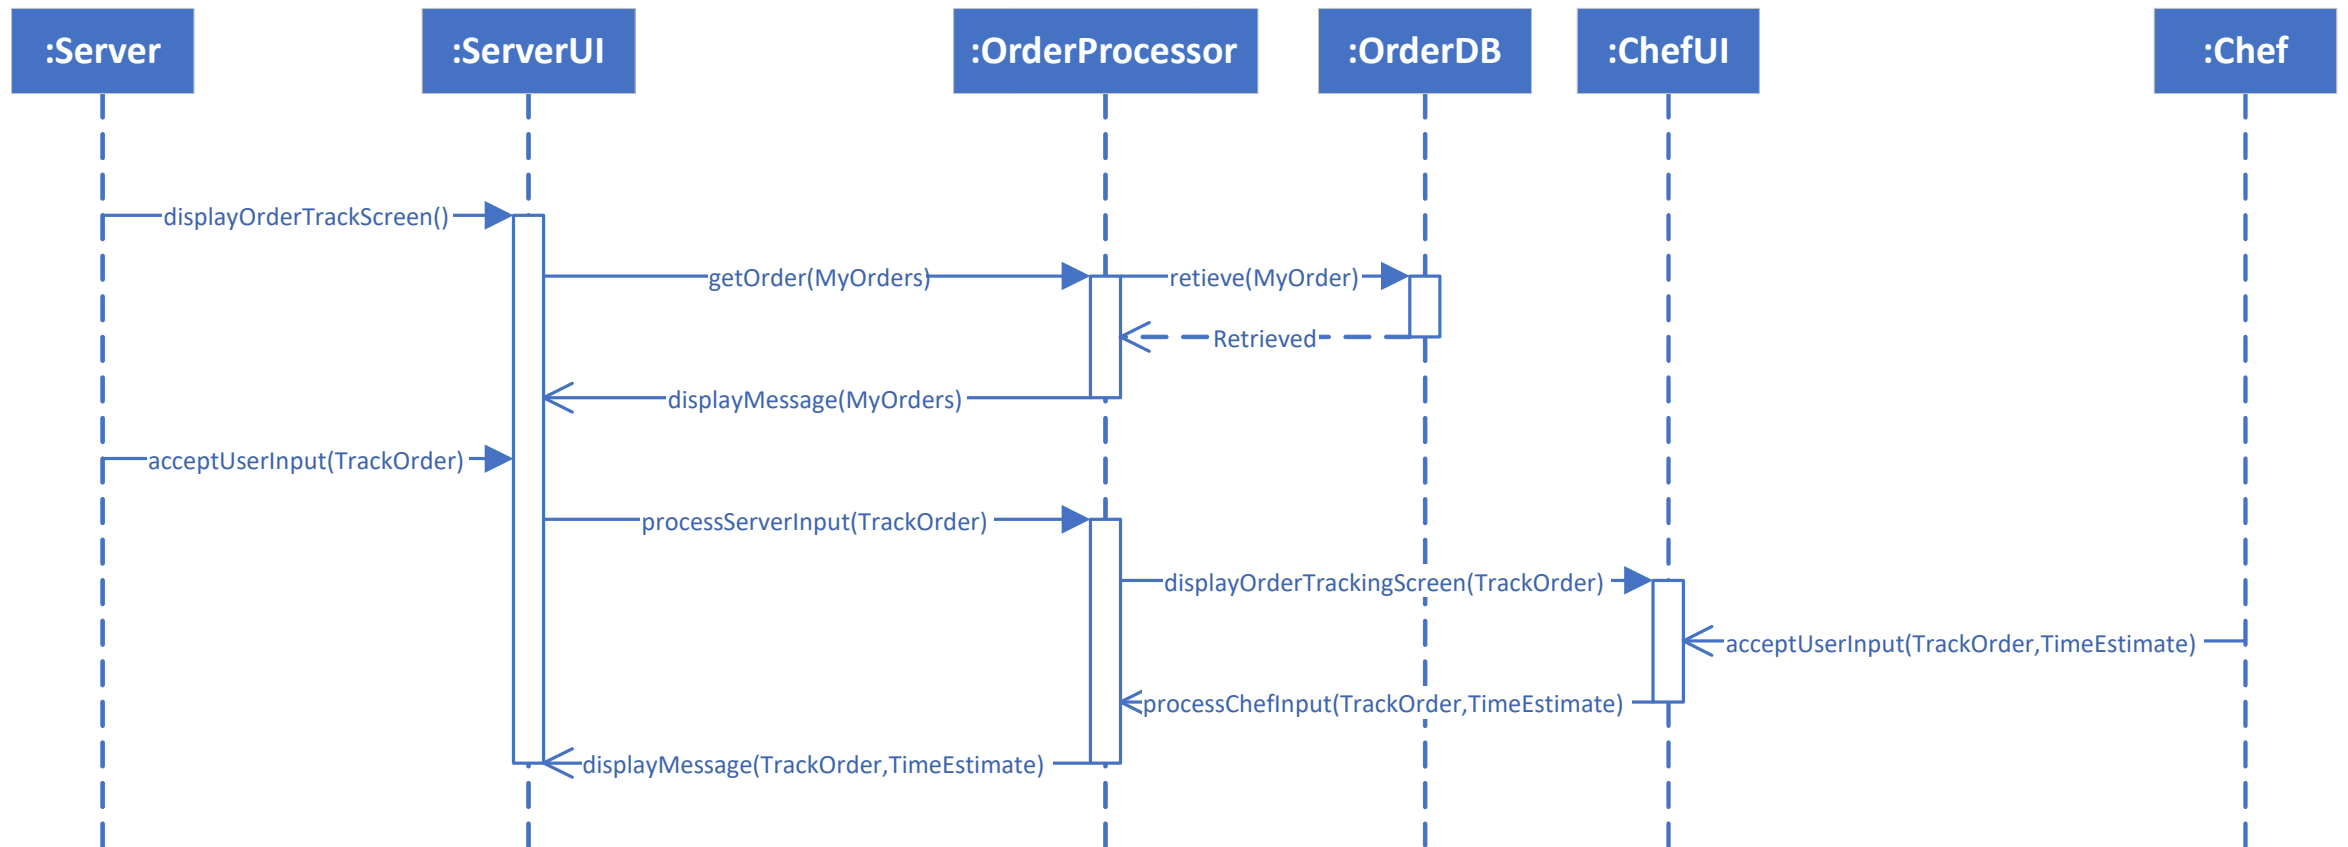 :Server
:ServerUI
:OrderProcessor
:OrderDB
:ChefUI
:Chef
displayOrderTrackScreen()
getOrder(MyOrders)
retieve(MyOrder)
Retrieved
displayMessage(MyOrders)
acceptUserInput(TrackOrder)
processServerInput(TrackOrder)
displayOrderTrackingScreen(TrackOrder)
acceptUserInput(TrackOrder,TimeEstimate)
processChefInput(TrackOrder,TimeEstimate)
displayMessage(TrackOrder,TimeEstimate)